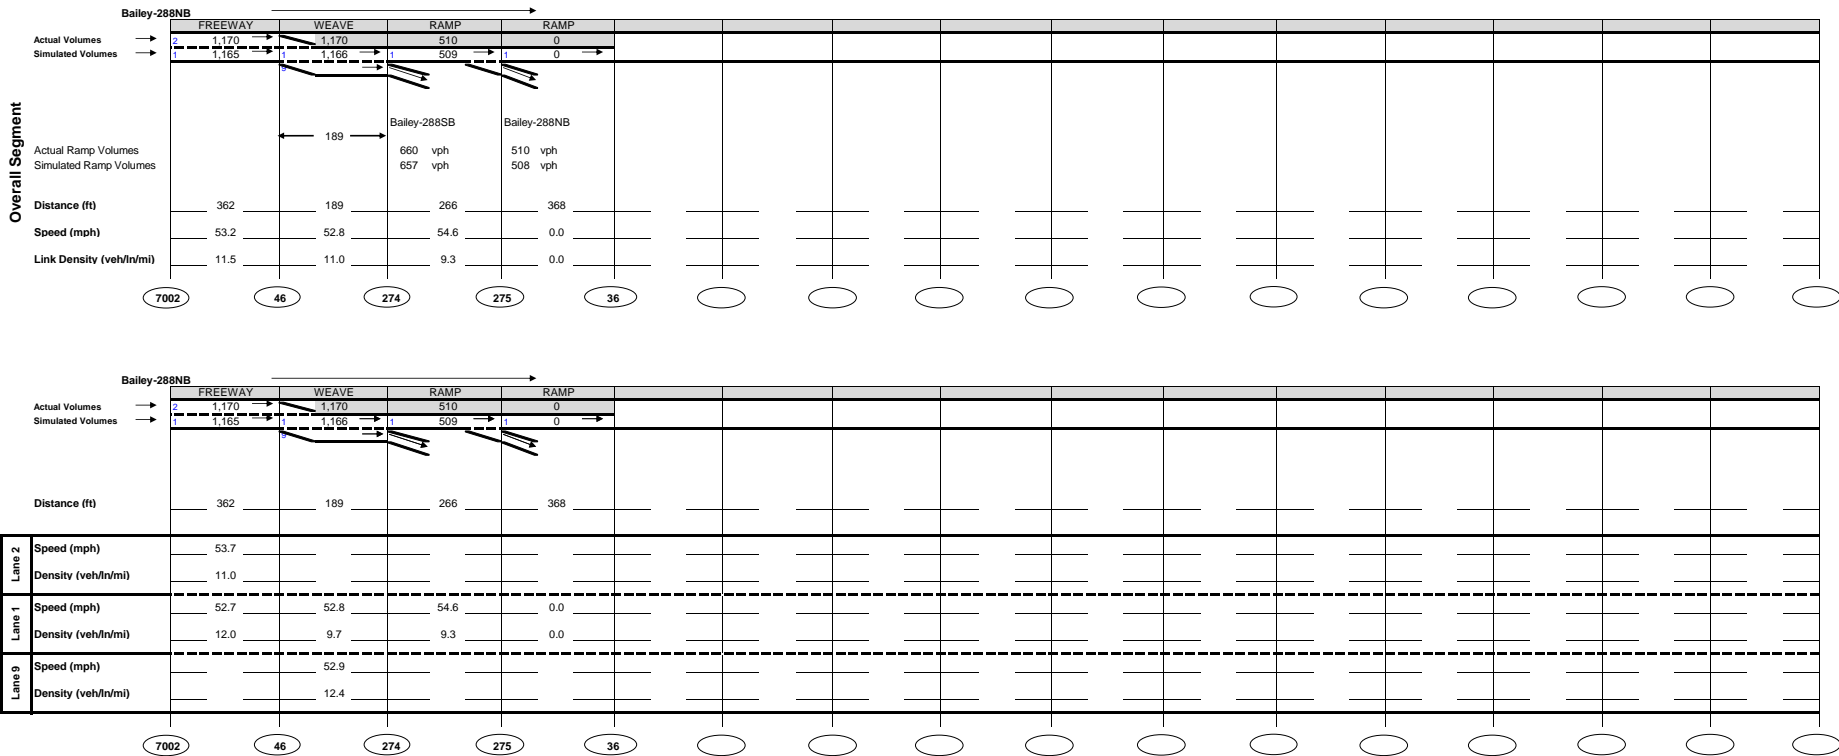 Bailey-288NB
FREEWAY WEAVE RAMP RAMP
Actual Volumes 2 1,170 1,170 510 0
Simulated Volumes 1 1,165 1 1,166 1 509 1 0
9
Overall Segment
Bailey-288SB Bailey-288NB
189
Actual Ramp Volumes 660 vph 510 vph
Simulated Ramp Volumes 657 vph 508 vph
Distance (ft) 362 189 266 368
Speed (mph) 53.2 52.8 54.6 0.0
Link Density (veh/ln/mi) 11.5 11.0 9.3 0.0
7002 46 274 275 36
Bailey-288NB
FREEWAY WEAVE RAMP RAMP
Actual Volumes 2 1,170 1,170 510 0
Simulated Volumes 1 1,165 1 1,166 1 509 1 0
9
Distance (ft) 362 189 266 368
Lane 2
Speed (mph) 53.7
Density (veh/ln/mi) 11.0
Lane 1
Speed (mph) 52.7 52.8 54.6 0.0
Density (veh/ln/mi) 12.0 9.7 9.3 0.0
Lane 9
Speed (mph) 52.9
Density (veh/ln/mi) 12.4
7002 46 274 275 36